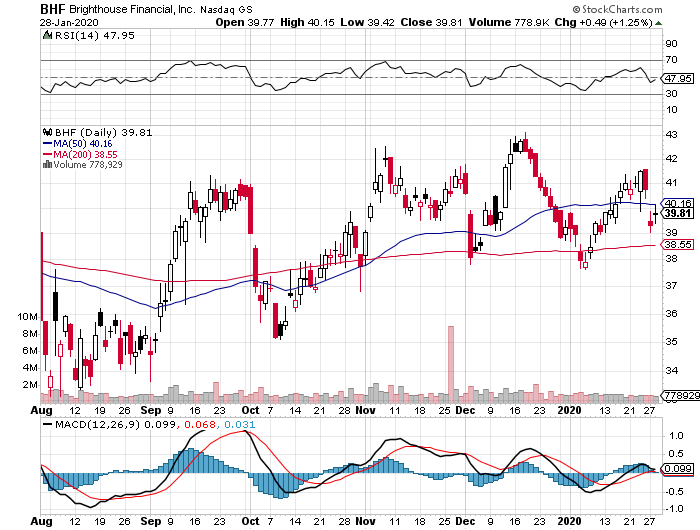 BHF Brighthouse Financial, Inc. Nasdaq GS © StockCharts.com
28-Jan-2020 Open 39.77 High 40.15 Low 39.42 Close 39.81 Volume 778.9K Chg +0.49 (+1.25%)
RSI(14) 47.95
90
70
47.95
30
10
BHF (Daily) 39.81
MA(50) 40.16
MA(200) 38.55
Volume 778,929
43
42
41
40.16
39.81
39
38.55
38
37
36
35
34
10M
8M
6M
4M
2M
778929
Aug 12 19 26 Sep 9 16 23 Oct 7 14 21 28 Nov 11 18 25 Dec 9 16 23 2020 13 21 27
MACD(12,26,9) 0.099, 0.068, 0.031
1.0
0.5
0.099
-0.5
-1.0
Aug 12 19 26 Sep 9 16 23 Oct 7 14 21 28 Nov 11 18 25 Dec 9 16 23 2020 13 21 27